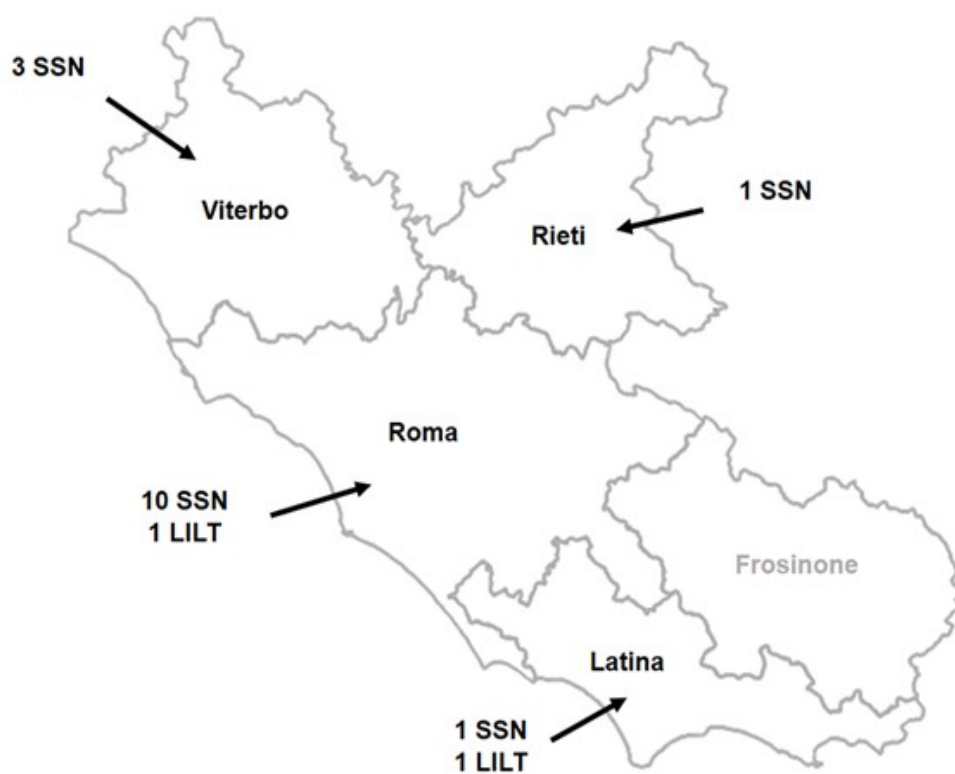 3 SSN
1 SSN
Viterbo
Rieti
Roma
10 SSN
1 LILT
Frosinone
Latina
1 SSN
1 LILT